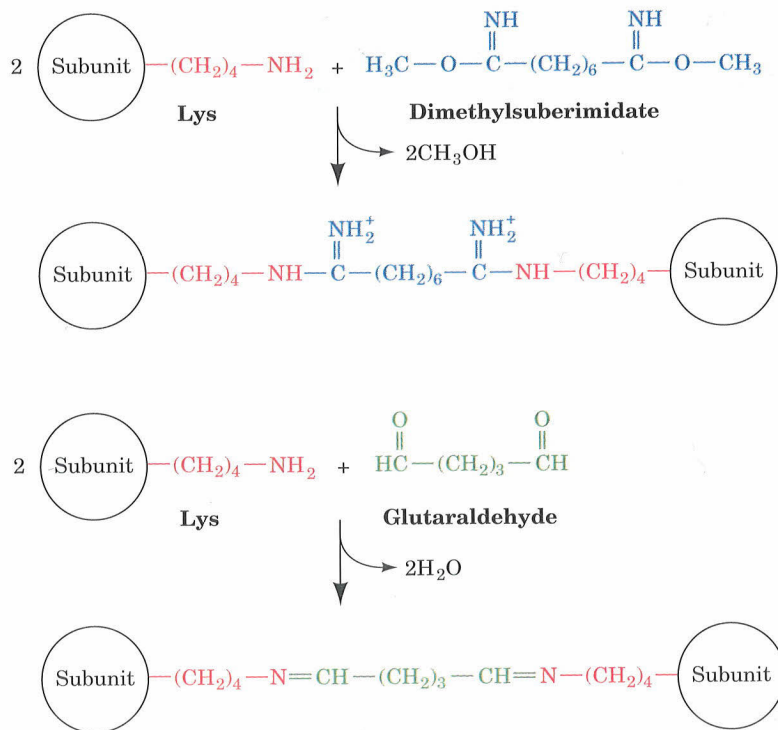 NH NH
2 Subunit —(CH₂)₄—NH₂ + H₃C—O—C—(CH₂)₆—C—O—CH₃
Lys Dimethylsuberimidate
2CH₃OH
NH₂⁺ NH₂⁺
Subunit —(CH₂)₄—NH—C—(CH₂)₆—C—NH—(CH₂)₄— Subunit
O O
2 Subunit —(CH₂)₄—NH₂ + HC—(CH₂)₃—CH
Lys Glutaraldehyde
2H₂O
Subunit —(CH₂)₄—N=CH—(CH₂)₃—CH=N—(CH₂)₄— Subunit